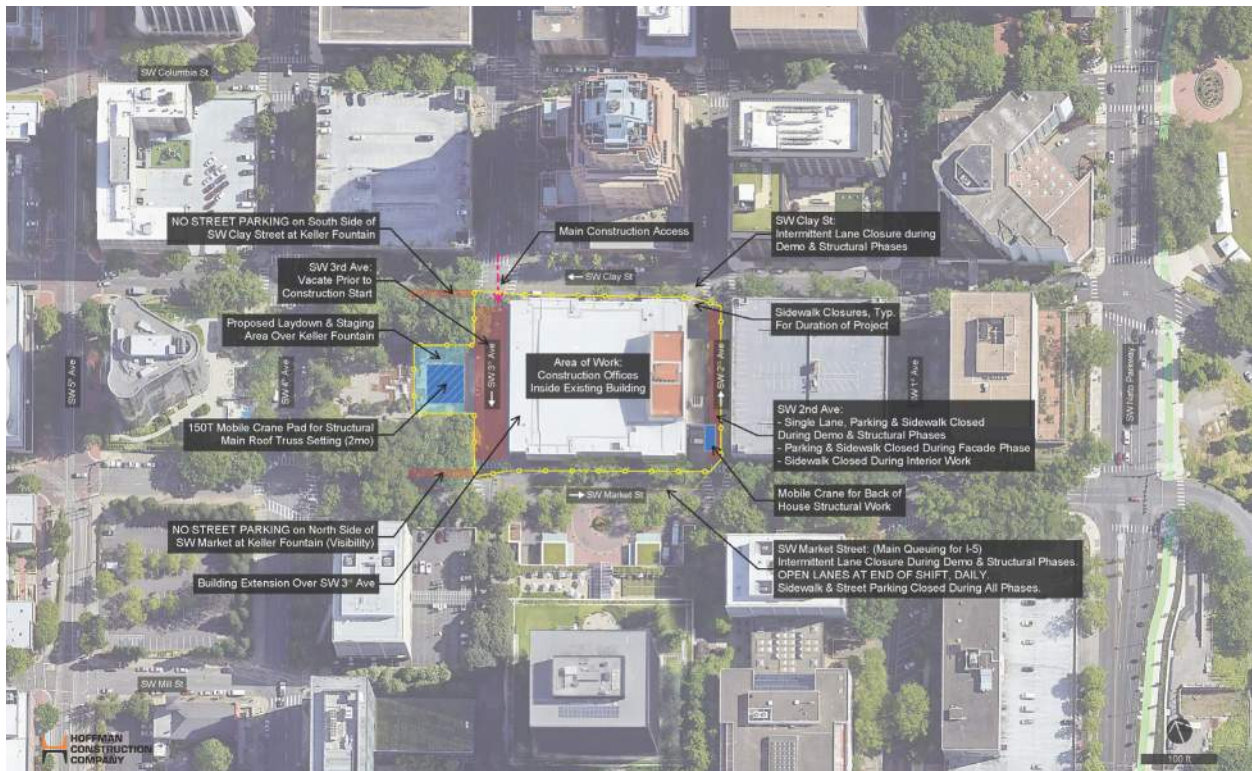 SW Columbia St.
NO STREET PARKING on South Side of
SW Clay Street at Keller Fountain
Main Construction Access
SW Clay St:
Intermittent Lane Closure during
Demo & Structural Phases
SW 3rd Ave:
Vacate Prior to
Construction Start
SW Clay St
Sidewalk Closures, Typ.
For Duration of Project
Proposed Laydown & Staging
Area Over Keller Fountain
Area of Work:
Construction Offices
Inside Existing Building
SW 5th Ave
SW 4th Ave
SW 3rd Ave
SW 2nd Ave
SW 1st Ave
SW Naito Parkway
150T Mobile Crane Pad for Structural
Main Roof Truss Setting (2mo)
SW 2nd Ave:
- Single Lane, Parking & Sidewalk Closed
During Demo & Structural Phases
- Parking & Sidewalk Closed During Facade Phase
- Sidewalk Closed During Interior Work
SW Market St
Mobile Crane for Back of
House Structural Work
NO STREET PARKING on North Side of
SW Market at Keller Fountain (Visibility)
Building Extension Over SW 3rd Ave
SW Market Street: (Main Queuing for I-5)
Intermittent Lane Closure During Demo & Structural Phases.
OPEN LANES AT END OF SHIFT, DAILY.
Sidewalk & Street Parking Closed During All Phases.
SW Mill St
HOFFMAN
CONSTRUCTION
COMPANY
100 ft